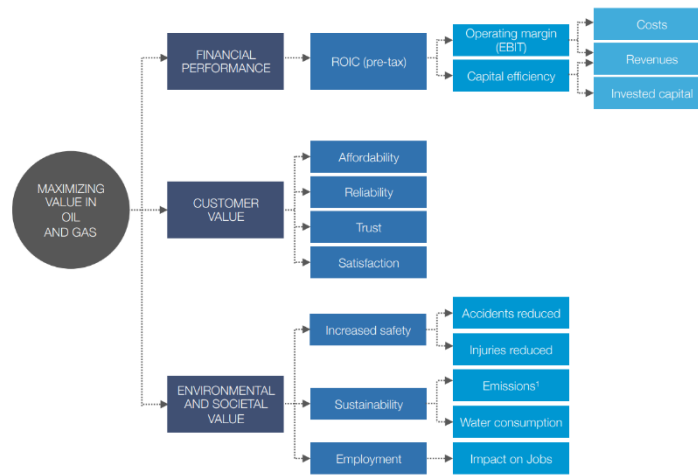 Costs
FINANCIAL
PERFORMANCE
ROIC (pre-tax)
Operating margin
(EBIT)
Revenues
Capital efficiency
Invested capital
MAXIMIZING
VALUE IN
OIL
AND GAS
CUSTOMER
VALUE
Affordability
Reliability
Trust
Satisfaction
ENVIRONMENTAL
AND SOCIETAL
VALUE
Increased safety
Accidents reduced
Injuries reduced
Sustainability
Emissions¹
Water consumption
Employment
Impact on Jobs